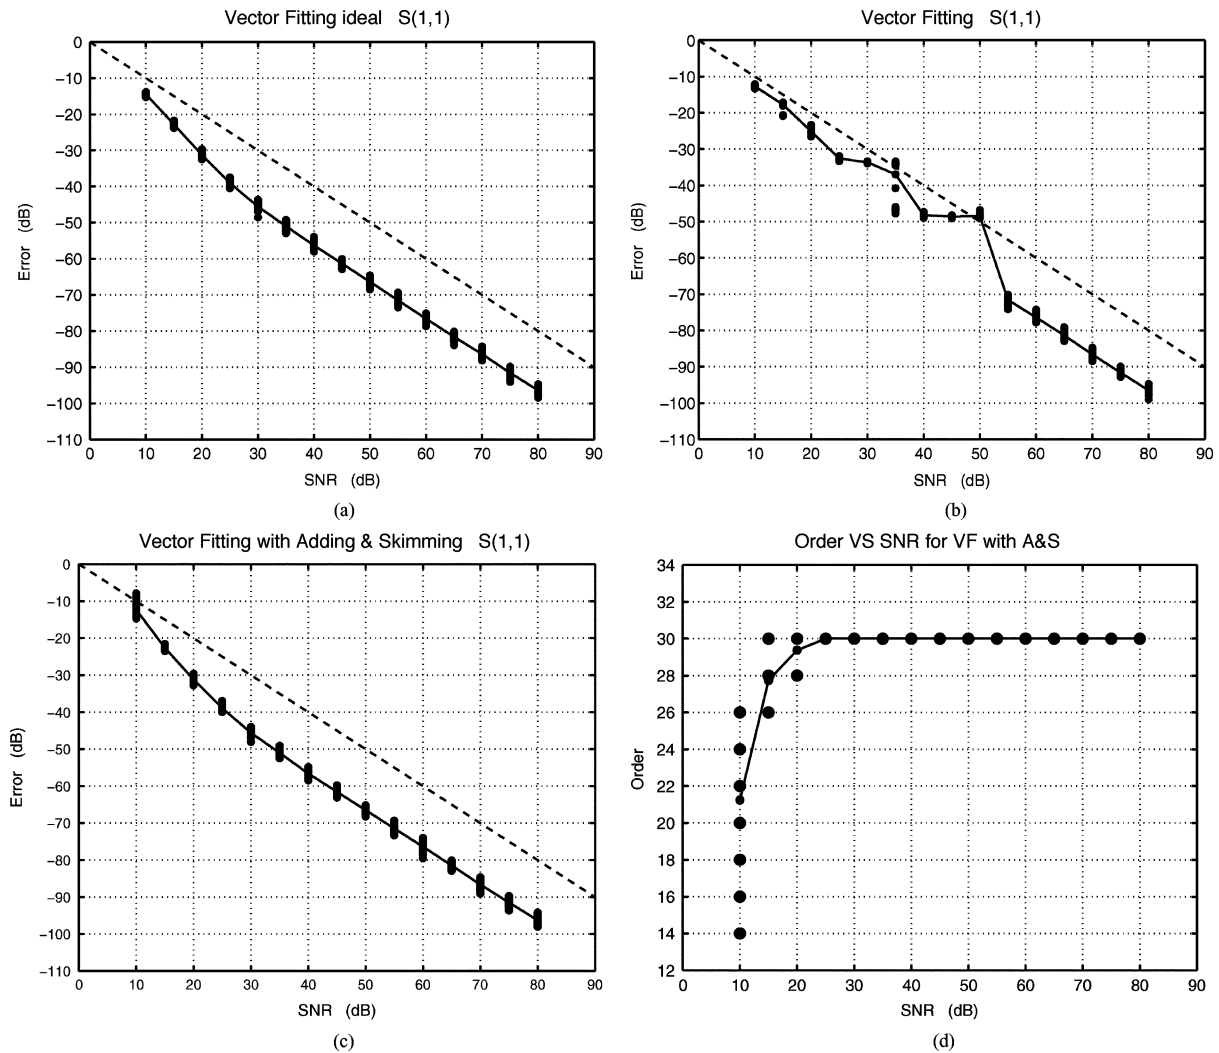 Vector Fitting ideal S(1,1)
0
−10
−20
−30
−40
−50
−60
−70
−80
−90
−100
−110
Error (dB)
0 10 20 30 40 50 60 70 80 90
SNR (dB)
(a)
Vector Fitting S(1,1)
0
−10
−20
−30
−40
−50
−60
−70
−80
−90
−100
−110
Error (dB)
0 10 20 30 40 50 60 70 80 90
SNR (dB)
(b)
Vector Fitting with Adding & Skimming S(1,1)
0
−10
−20
−30
−40
−50
−60
−70
−80
−90
−100
−110
Error (dB)
0 10 20 30 40 50 60 70 80 90
SNR (dB)
(c)
Order VS SNR for VF with A&S
34
32
30
28
26
24
22
20
18
16
14
12
Order
0 10 20 30 40 50 60 70 80 90
SNR (dB)
(d)